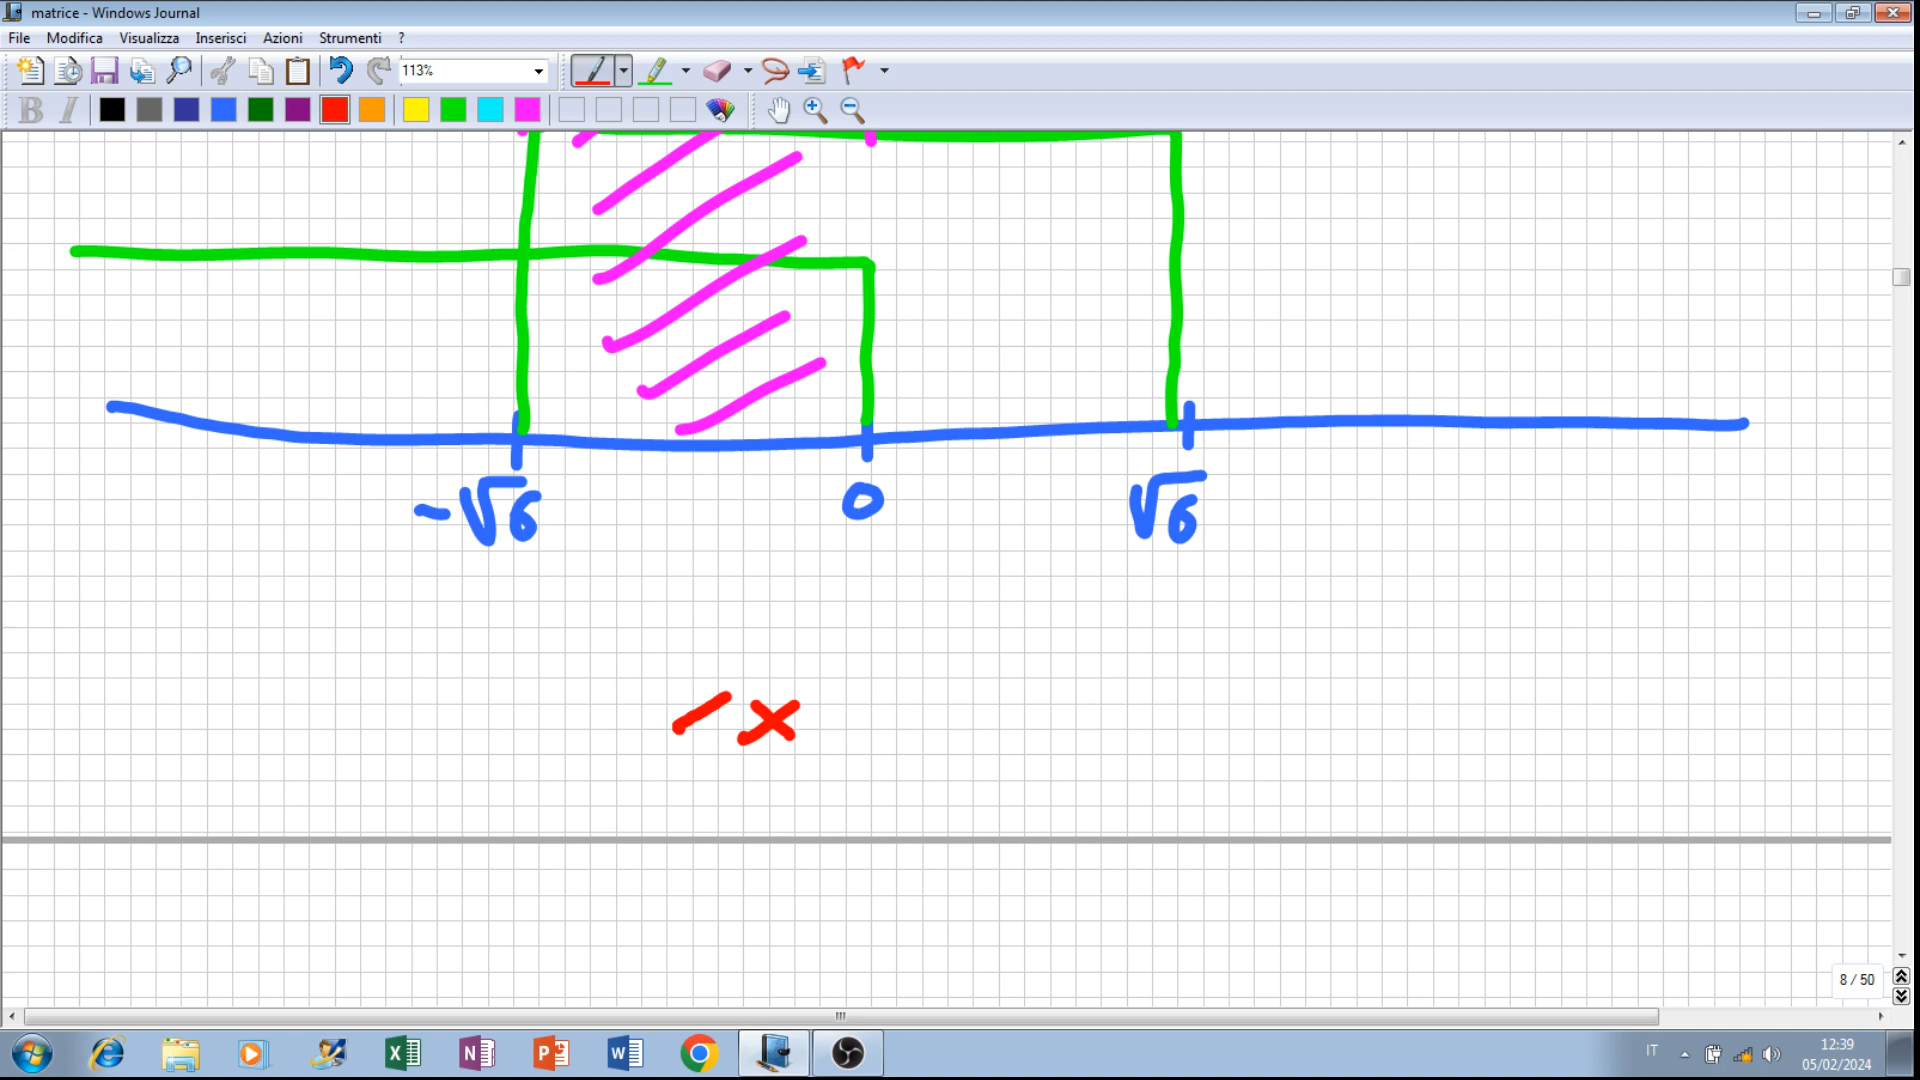 matrice - Windows Journal
File Modifica Visualizza Inserisci Azioni Strumenti ?
113%
B I
-√6 0 √6
-x
8 / 50
IT
12:39
05/02/2024